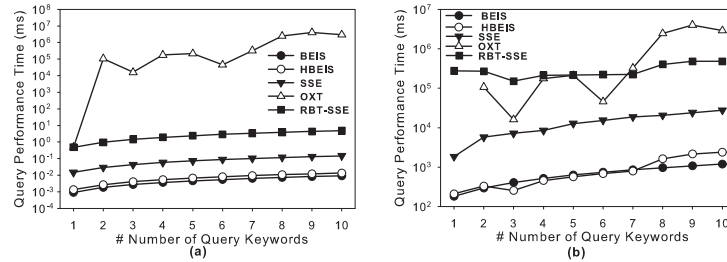 Query Performance Time (ms)
10⁸
10⁷
10⁶
10⁵
10⁴
10³
10²
10¹
10⁰
10⁻¹
10⁻²
10⁻³
10⁻⁴
BEIS
HBEIS
SSE
OXT
RBT-SSE
1 2 3 4 5 6 7 8 9 10
# Number of Query Keywords
(a)
Query Performance Time (ms)
10⁷
10⁶
10⁵
10⁴
10³
10²
BEIS
HBEIS
SSE
OXT
RBT-SSE
1 2 3 4 5 6 7 8 9 10
# Number of Query Keywords
(b)